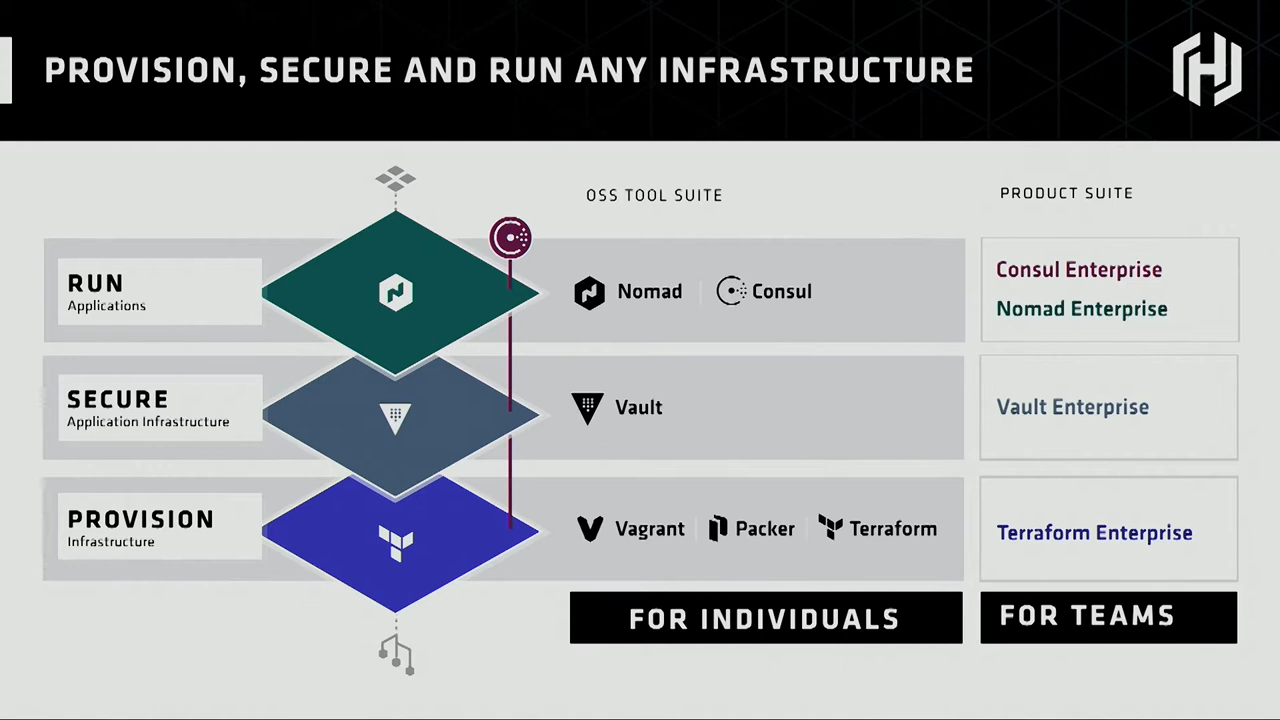 PROVISION, SECURE AND RUN ANY INFRASTRUCTURE
OSS TOOL SUITE
PRODUCT SUITE
RUN
Applications
Nomad
Consul
Consul Enterprise
Nomad Enterprise
SECURE
Application Infrastructure
Vault
Vault Enterprise
PROVISION
Infrastructure
Vagrant
Packer
Terraform
Terraform Enterprise
FOR INDIVIDUALS
FOR TEAMS